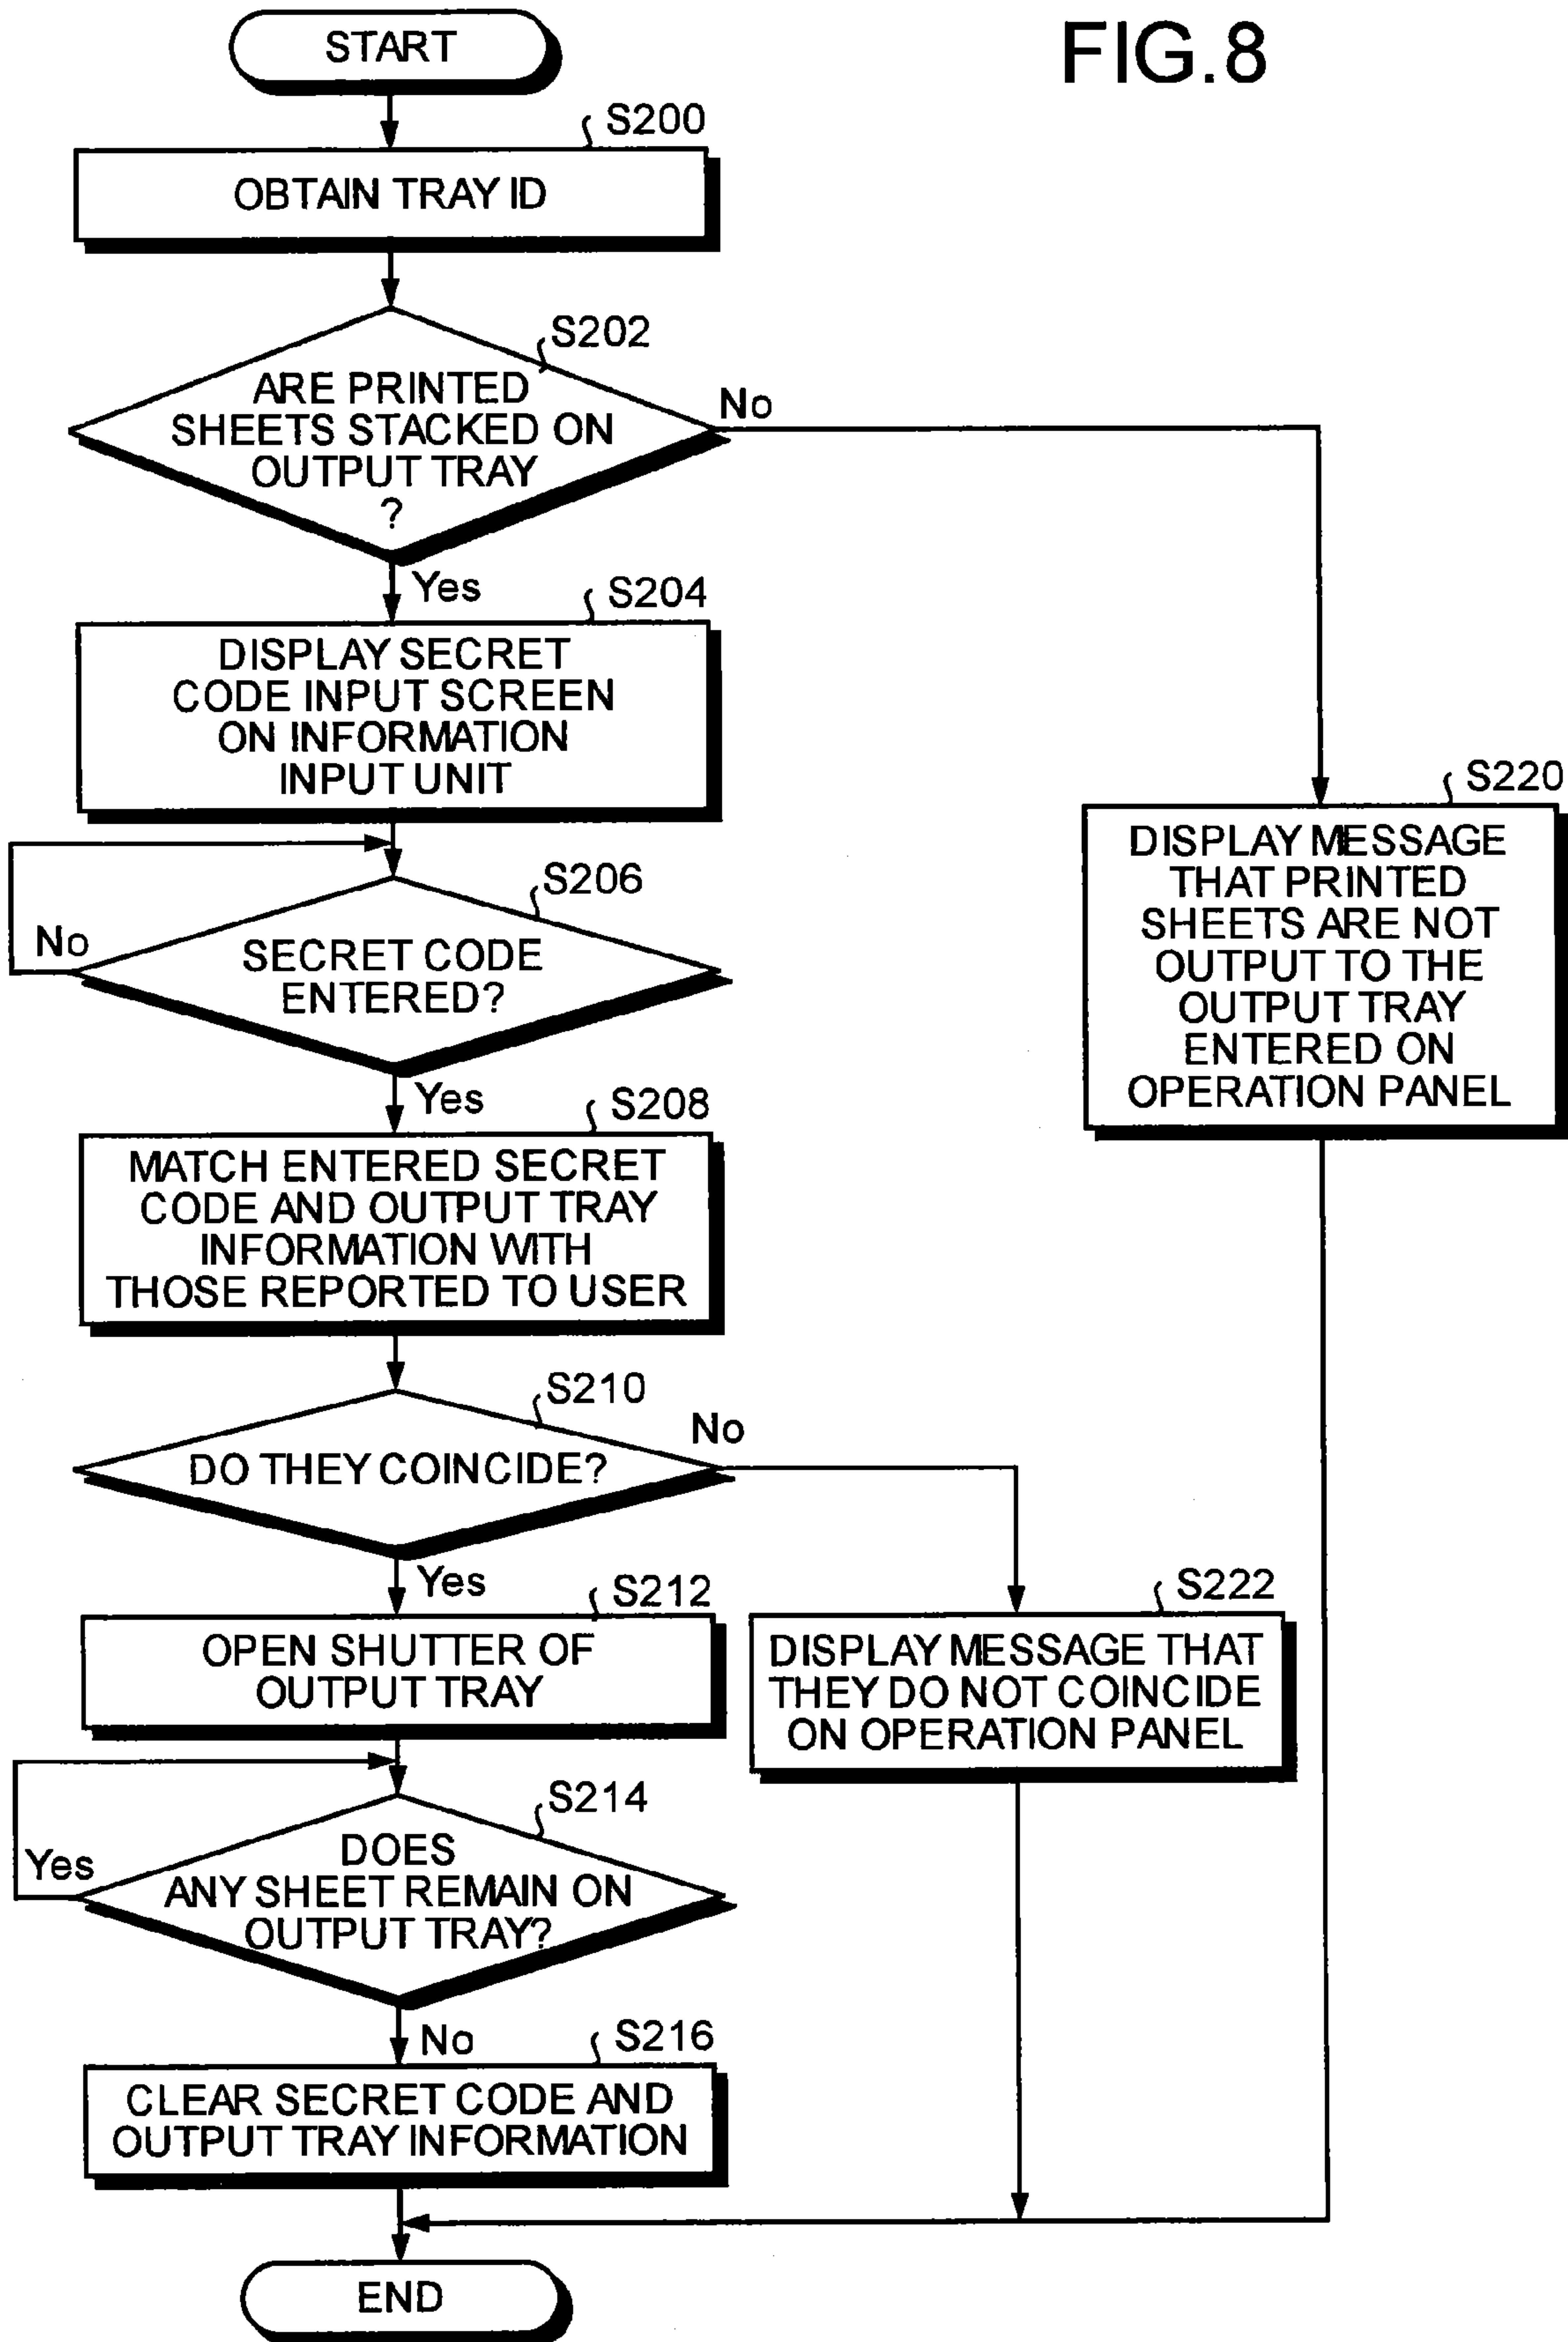 FIG.8
START
S200
OBTAIN TRAY ID
S202
ARE PRINTED
SHEETS STACKED ON
OUTPUT TRAY
?
No
Yes
S204
DISPLAY SECRET
CODE INPUT SCREEN
ON INFORMATION
INPUT UNIT
S206
SECRET CODE
ENTERED?
No
Yes
S208
MATCH ENTERED SECRET
CODE AND OUTPUT TRAY
INFORMATION WITH
THOSE REPORTED TO USER
S210
DO THEY COINCIDE?
No
Yes
S212
OPEN SHUTTER OF
OUTPUT TRAY
S214
DOES
ANY SHEET REMAIN ON
OUTPUT TRAY?
Yes
No
S216
CLEAR SECRET CODE AND
OUTPUT TRAY INFORMATION
S220
DISPLAY MESSAGE
THAT PRINTED
SHEETS ARE NOT
OUTPUT TO THE
OUTPUT TRAY
ENTERED ON
OPERATION PANEL
S222
DISPLAY MESSAGE THAT
THEY DO NOT COINCIDE
ON OPERATION PANEL
END